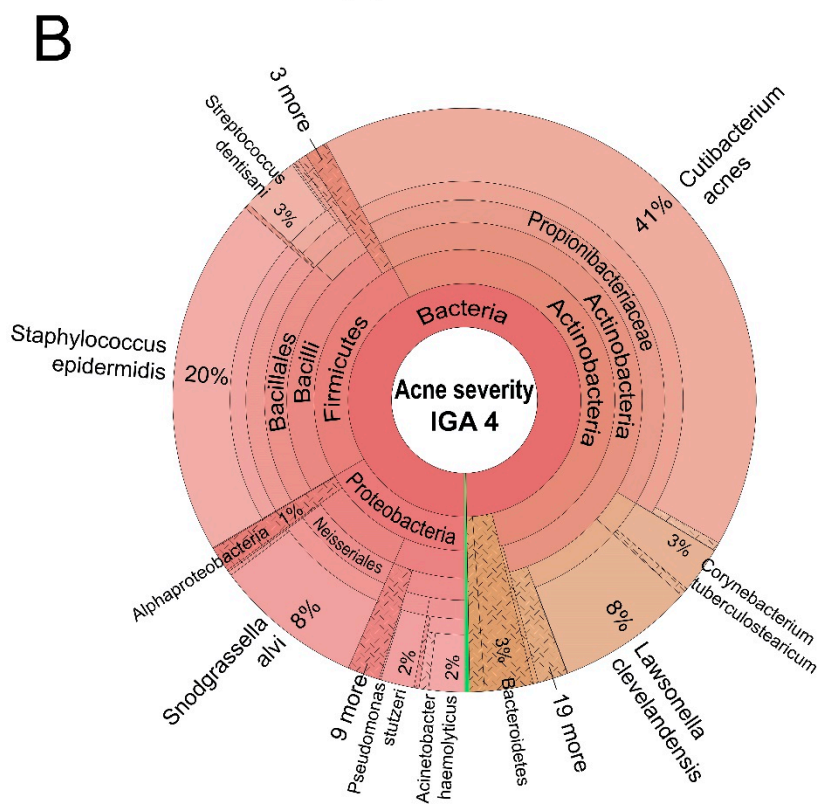 B
Acne severity
IGA 4
Bacteria
Actinobacteria
Actinobacteria
Propionibacteriaceae
41%
Cutibacterium
acnes
3%
Corynebacterium
tuberculostearicum
8%
Lawsonella
clevelandensis
19 more
3%
Bacteroidetes
2%
Acinetobacter
haemolyticus
2%
Pseudomonas
stutzeri
9 more
Proteobacteria
Neisseriales
8%
Snodgrassella
alvi
1%
Alphaproteobacteria
Firmicutes
Bacilli
Bacillales
20%
Staphylococcus
epidermidis
3%
Streptococcus
dentisani
3 more